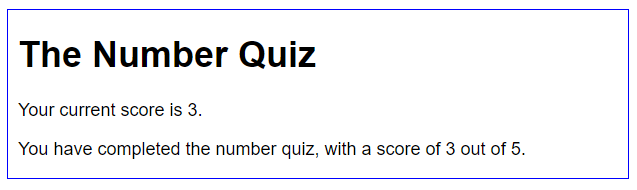 The Number Quiz
Your current score is 3.
You have completed the number quiz, with a score of 3 out of 5.